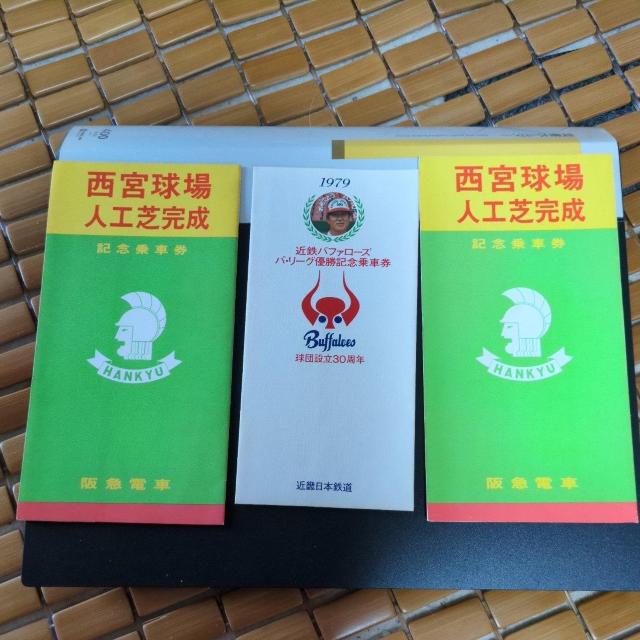 西宮球場
人工芝完成
記念乗車券
HANKYU
阪急電車
1979
近鉄バファローズ
パ・リーグ優勝記念乗車券
Buffaloes
球団設立30周年
近畿日本鉄道
西宮球場
人工芝完成
記念乗車券
HANKYU
阪急電車